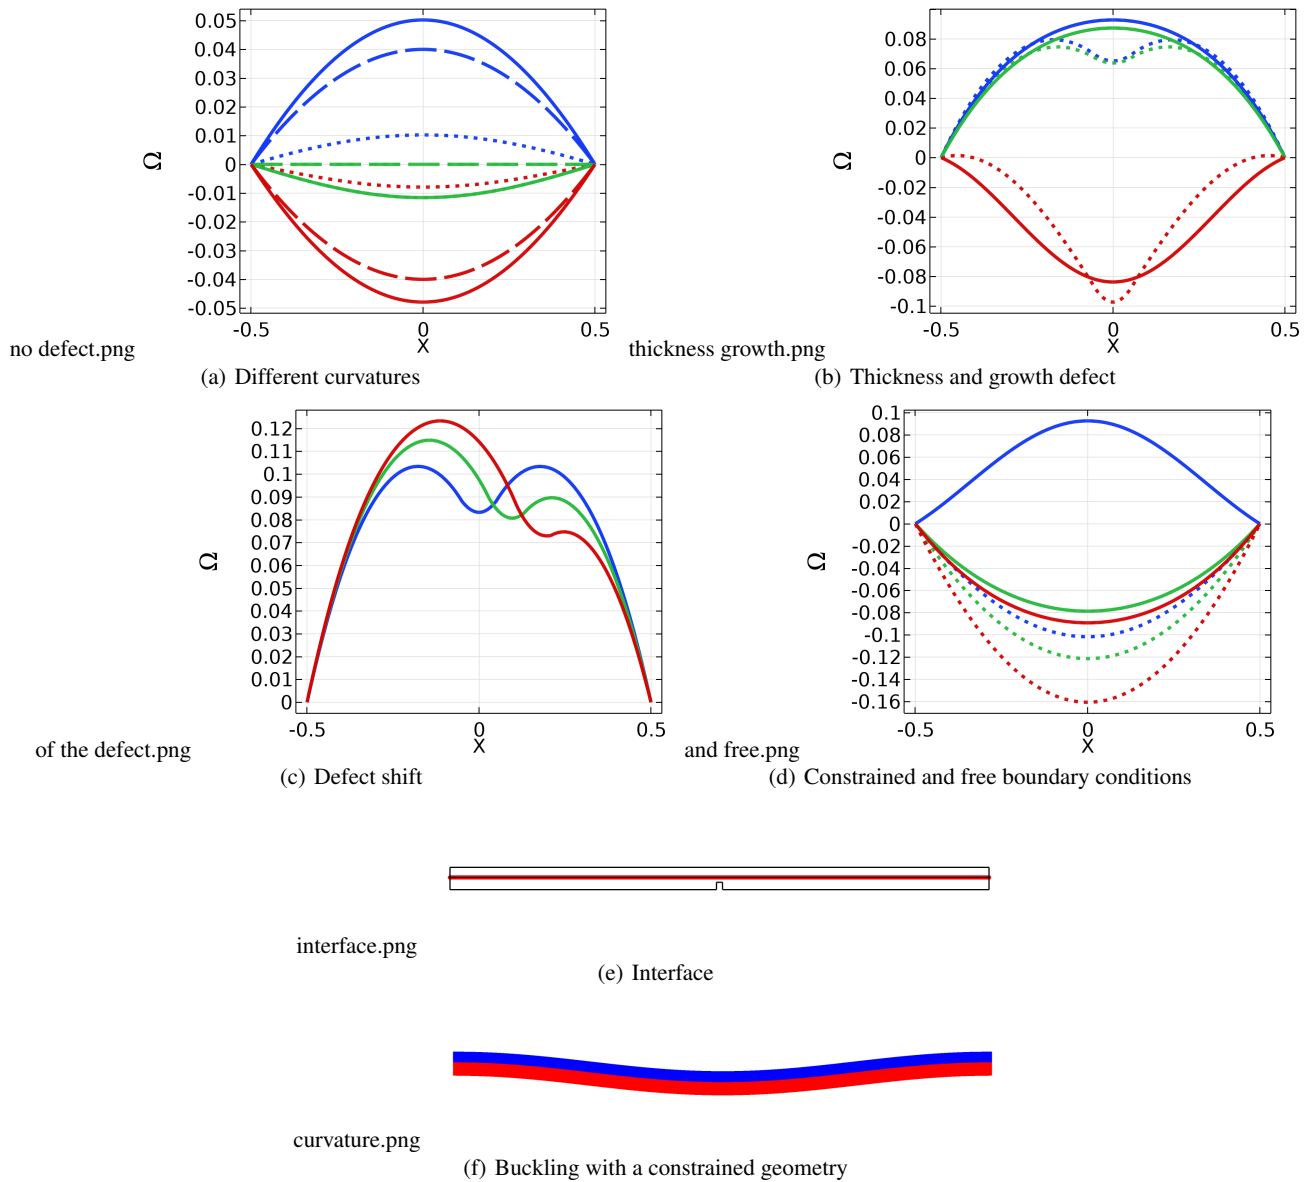 0.05
0.04
0.03
0.02
0.01
0
-0.01
-0.02
-0.03
-0.04
-0.05
Ω
-0.5 0 0.5
X
no defect.png
(a) Different curvatures
0.08
0.06
0.04
0.02
0
-0.02
-0.04
-0.06
-0.08
-0.1
Ω
-0.5 0 0.5
X
thickness growth.png
(b) Thickness and growth defect
0.12
0.11
0.1
0.09
0.08
0.07
0.06
0.05
0.04
0.03
0.02
0.01
0
Ω
-0.5 0 0.5
X
of the defect.png
(c) Defect shift
0.1
0.08
0.06
0.04
0.02
0
-0.02
-0.04
-0.06
-0.08
-0.1
-0.12
-0.14
-0.16
Ω
-0.5 0 0.5
X
and free.png
(d) Constrained and free boundary conditions
interface.png
(e) Interface
curvature.png
(f) Buckling with a constrained geometry